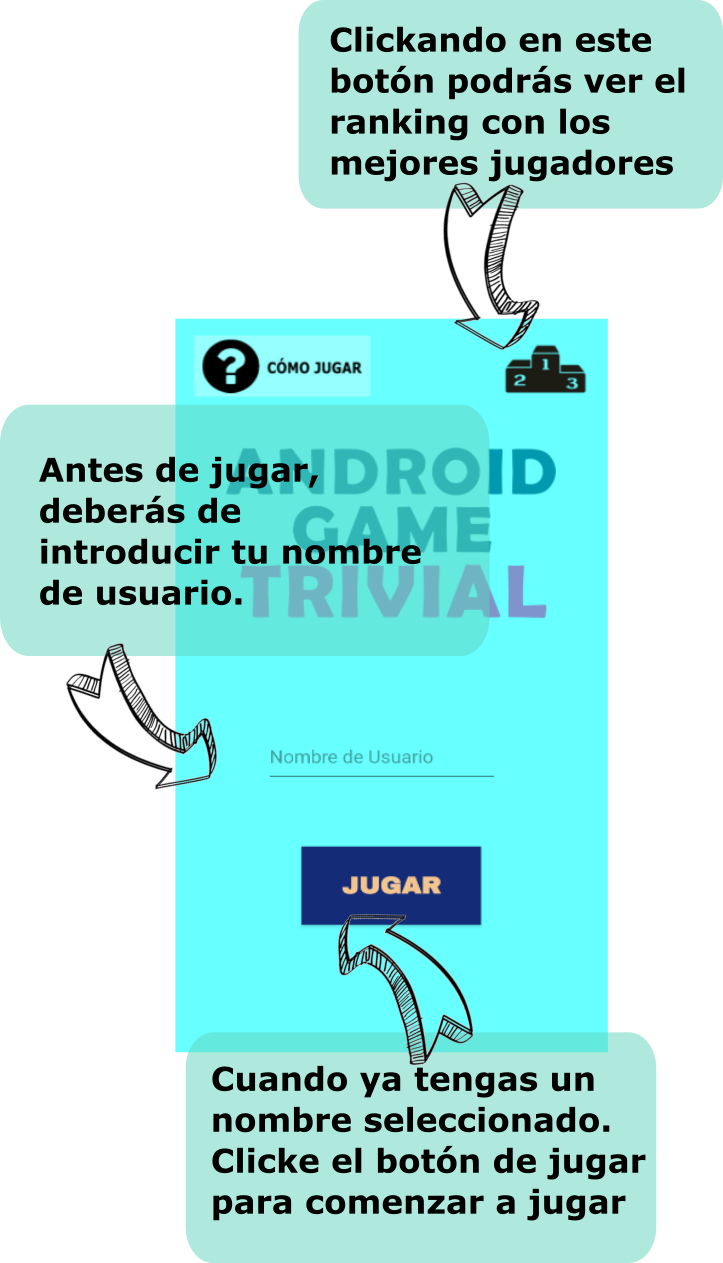 Clickando en este
botón podrás ver el
ranking con los
mejores jugadores
CÓMO JUGAR
1
2
3
ANDROID
GAME
TRIVIAL
Antes de jugar,
deberás de
introducir tu nombre
de usuario.
Nombre de Usuario
JUGAR
Cuando ya tengas un
nombre seleccionado.
Clicke el botón de jugar
para comenzar a jugar